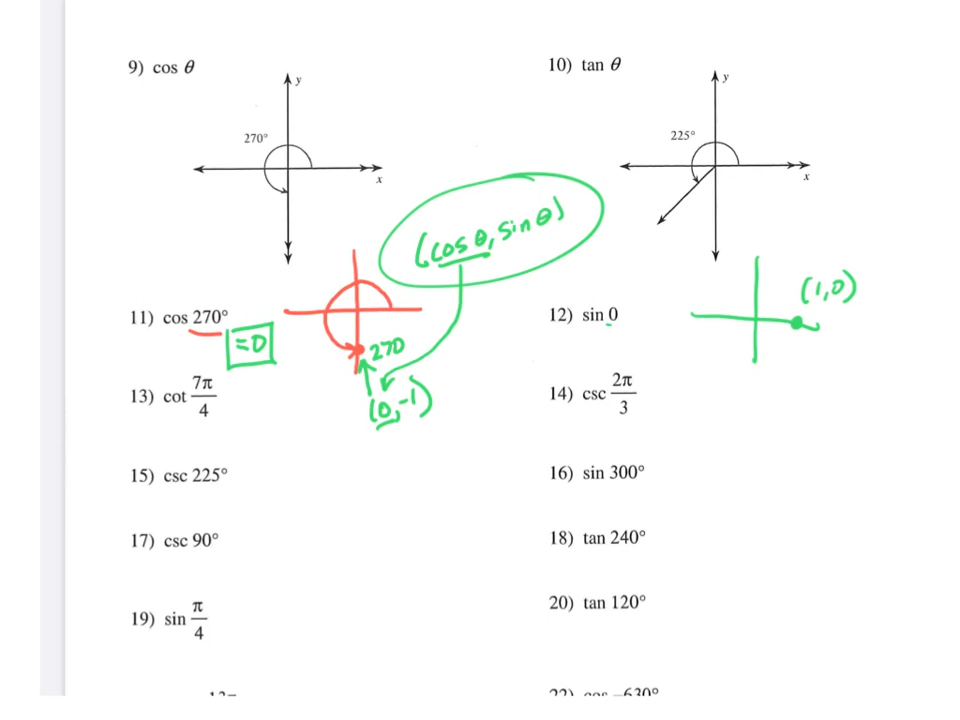 9) cos θ
10) tan θ
y
y
270°
225°
x
x
(cos θ, sin θ)
(1,0)
11) cos 270°
12) sin 0
=0
270
13) cot 7π/4
(0,-1)
14) csc 2π/3
15) csc 225°
16) sin 300°
17) csc 90°
18) tan 240°
19) sin π/4
20) tan 120°